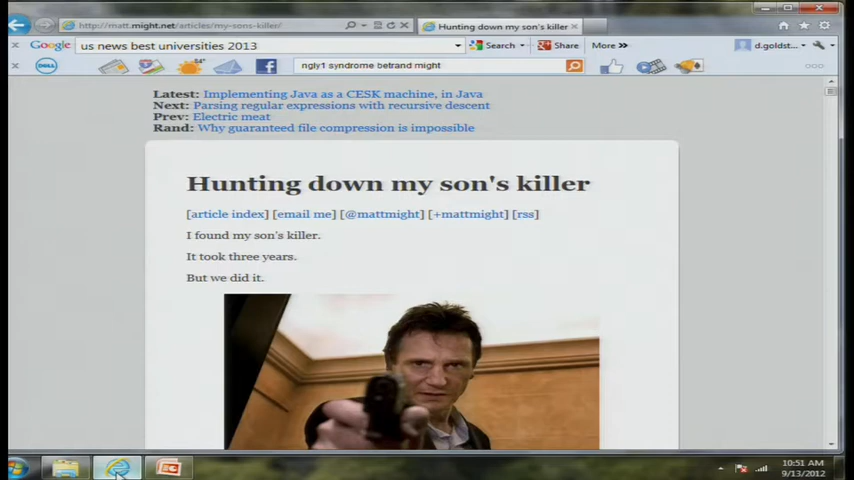 http://matt.might.net/articles/my-sons-killer/
Hunting down my son's killer
Google
us news best universities 2013
Search
Share
More »
d.goldst...
DELL
84°
ngly1 syndrome betrand might
Latest: Implementing Java as a CESK machine, in Java
Next: Parsing regular expressions with recursive descent
Prev: Electric meat
Rand: Why guaranteed file compression is impossible
Hunting down my son's killer
[article index] [email me] [@mattmight] [+mattmight] [rss]
I found my son's killer.
It took three years.
But we did it.
10:51 AM
9/13/2012